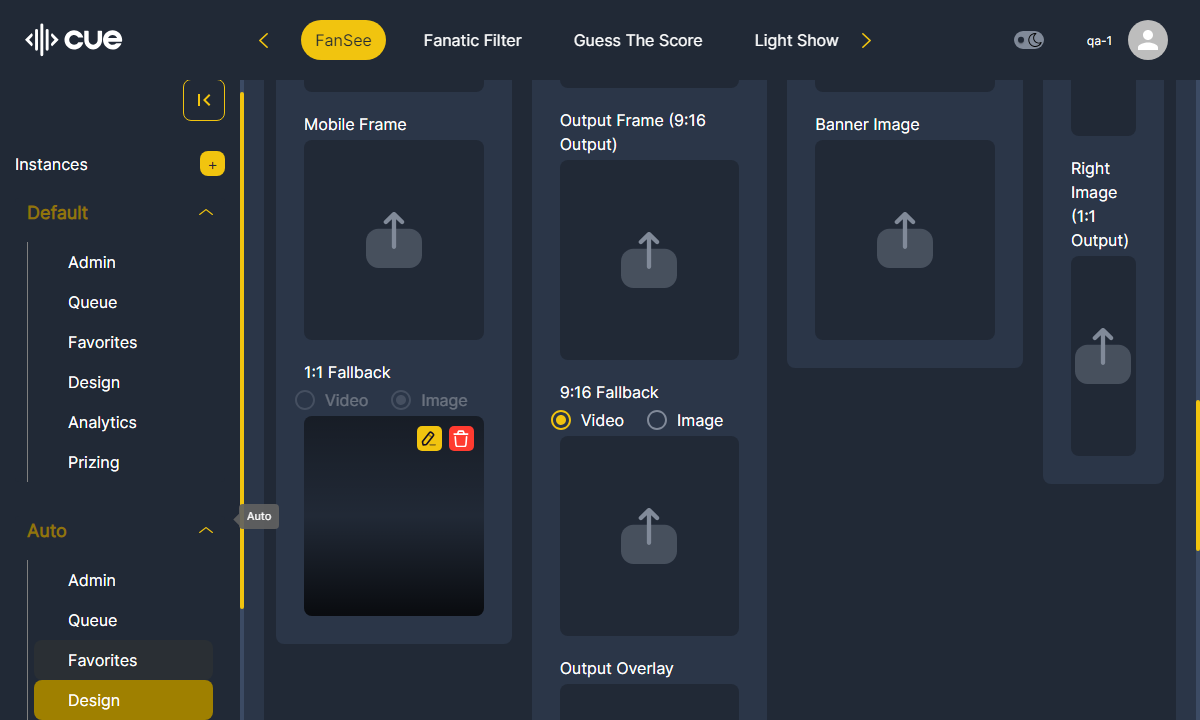 cue
FanSee
Fanatic Filter
Guess The Score
Light Show
qa-1
Instances
+
Default
Admin
Queue
Favorites
Design
Analytics
Prizing
Auto
Admin
Queue
Favorites
Design
Auto
Mobile Frame
1:1 Fallback
Video
Image
Output Frame (9:16
Output)
9:16 Fallback
Video
Image
Output Overlay
Banner Image
Right
Image
(1:1
Output)